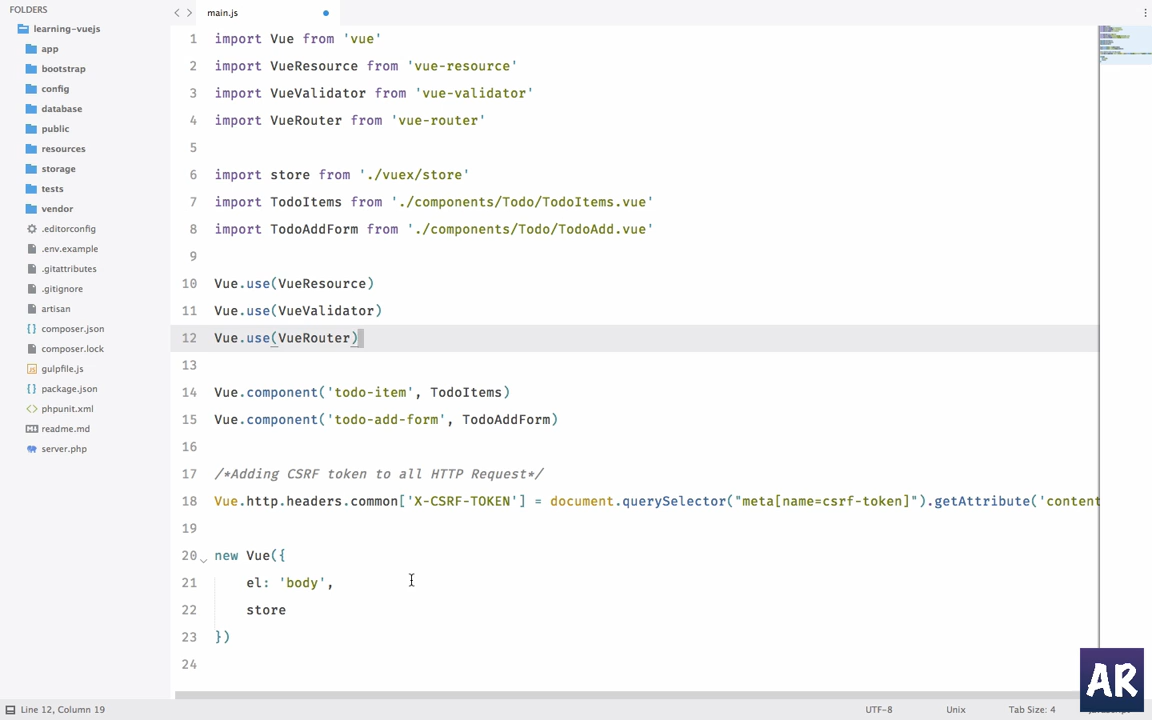 FOLDERS
learning-vuejs
app
bootstrap
config
database
public
resources
storage
tests
vendor
.editorconfig
.env.example
.gitattributes
.gitignore
artisan
composer.json
composer.lock
gulpfile.js
package.json
phpunit.xml
readme.md
server.php
main.js
1 import Vue from 'vue'
2 import VueResource from 'vue-resource'
3 import VueValidator from 'vue-validator'
4 import VueRouter from 'vue-router'
5
6 import store from './vuex/store'
7 import TodoItems from './components/Todo/TodoItems.vue'
8 import TodoAddForm from './components/Todo/TodoAdd.vue'
9
10 Vue.use(VueResource)
11 Vue.use(VueValidator)
12 Vue.use(VueRouter)
13
14 Vue.component('todo-item', TodoItems)
15 Vue.component('todo-add-form', TodoAddForm)
16
17 /*Adding CSRF token to all HTTP Request*/
18 Vue.http.headers.common['X-CSRF-TOKEN'] = document.querySelector("meta[name=csrf-token]").getAttribute('content
19
20 new Vue({
21 el: 'body',
22 store
23 })
24
AR
Line 12, Column 19
UTF-8
Unix
Tab Size: 4